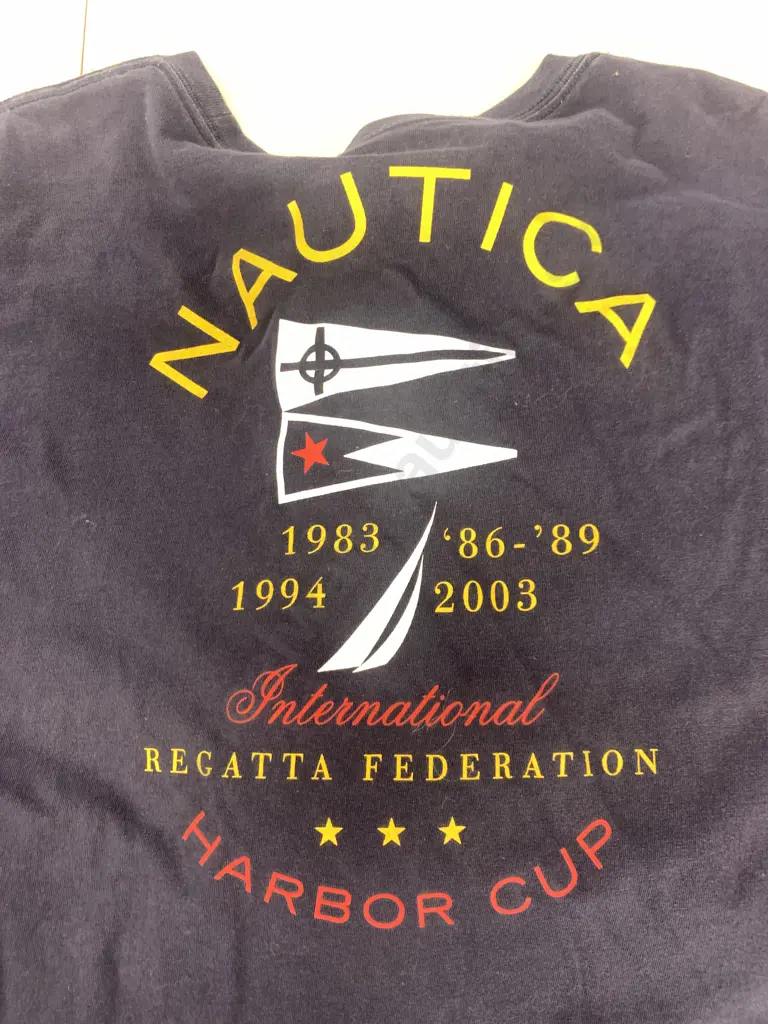 NAUTICA
1983 ‘86-’89
1994 2003
International
REGATTA FEDERATION
HARBOR CUP